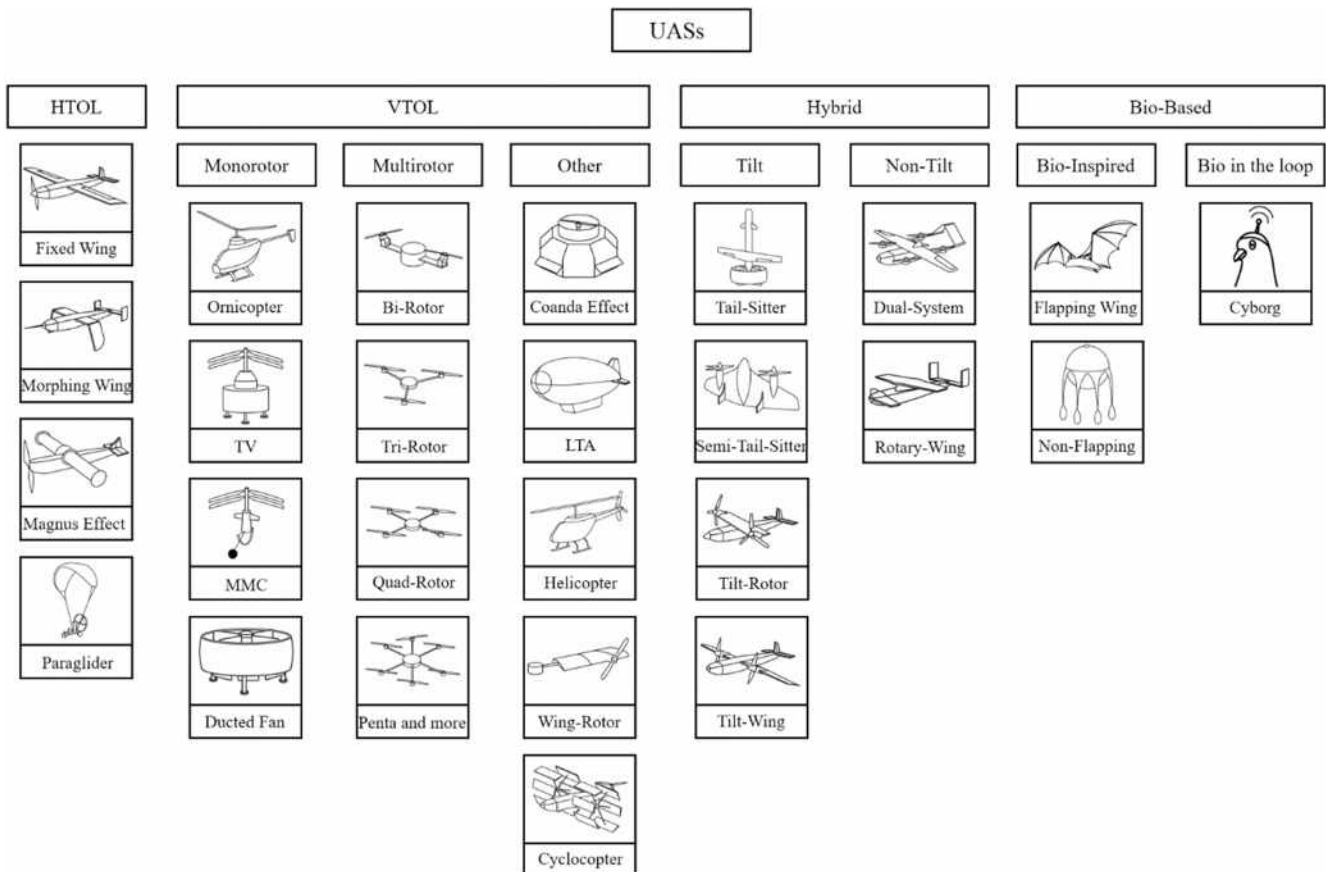 UASs
HTOL
VTOL
Hybrid
Bio-Based
Monorotor
Multirotor
Other
Tilt
Non-Tilt
Bio-Inspired
Bio in the loop
Fixed Wing
Morphing Wing
Magnus Effect
Paraglider
Ornicopter
TV
MMC
Ducted Fan
Bi-Rotor
Tri-Rotor
Quad-Rotor
Penta and more
Coanda Effect
LTA
Helicopter
Wing-Rotor
Cyclocopter
Tail-Sitter
Semi-Tail-Sitter
Tilt-Rotor
Tilt-Wing
Dual-System
Rotary-Wing
Flapping Wing
Non-Flapping
Cyborg